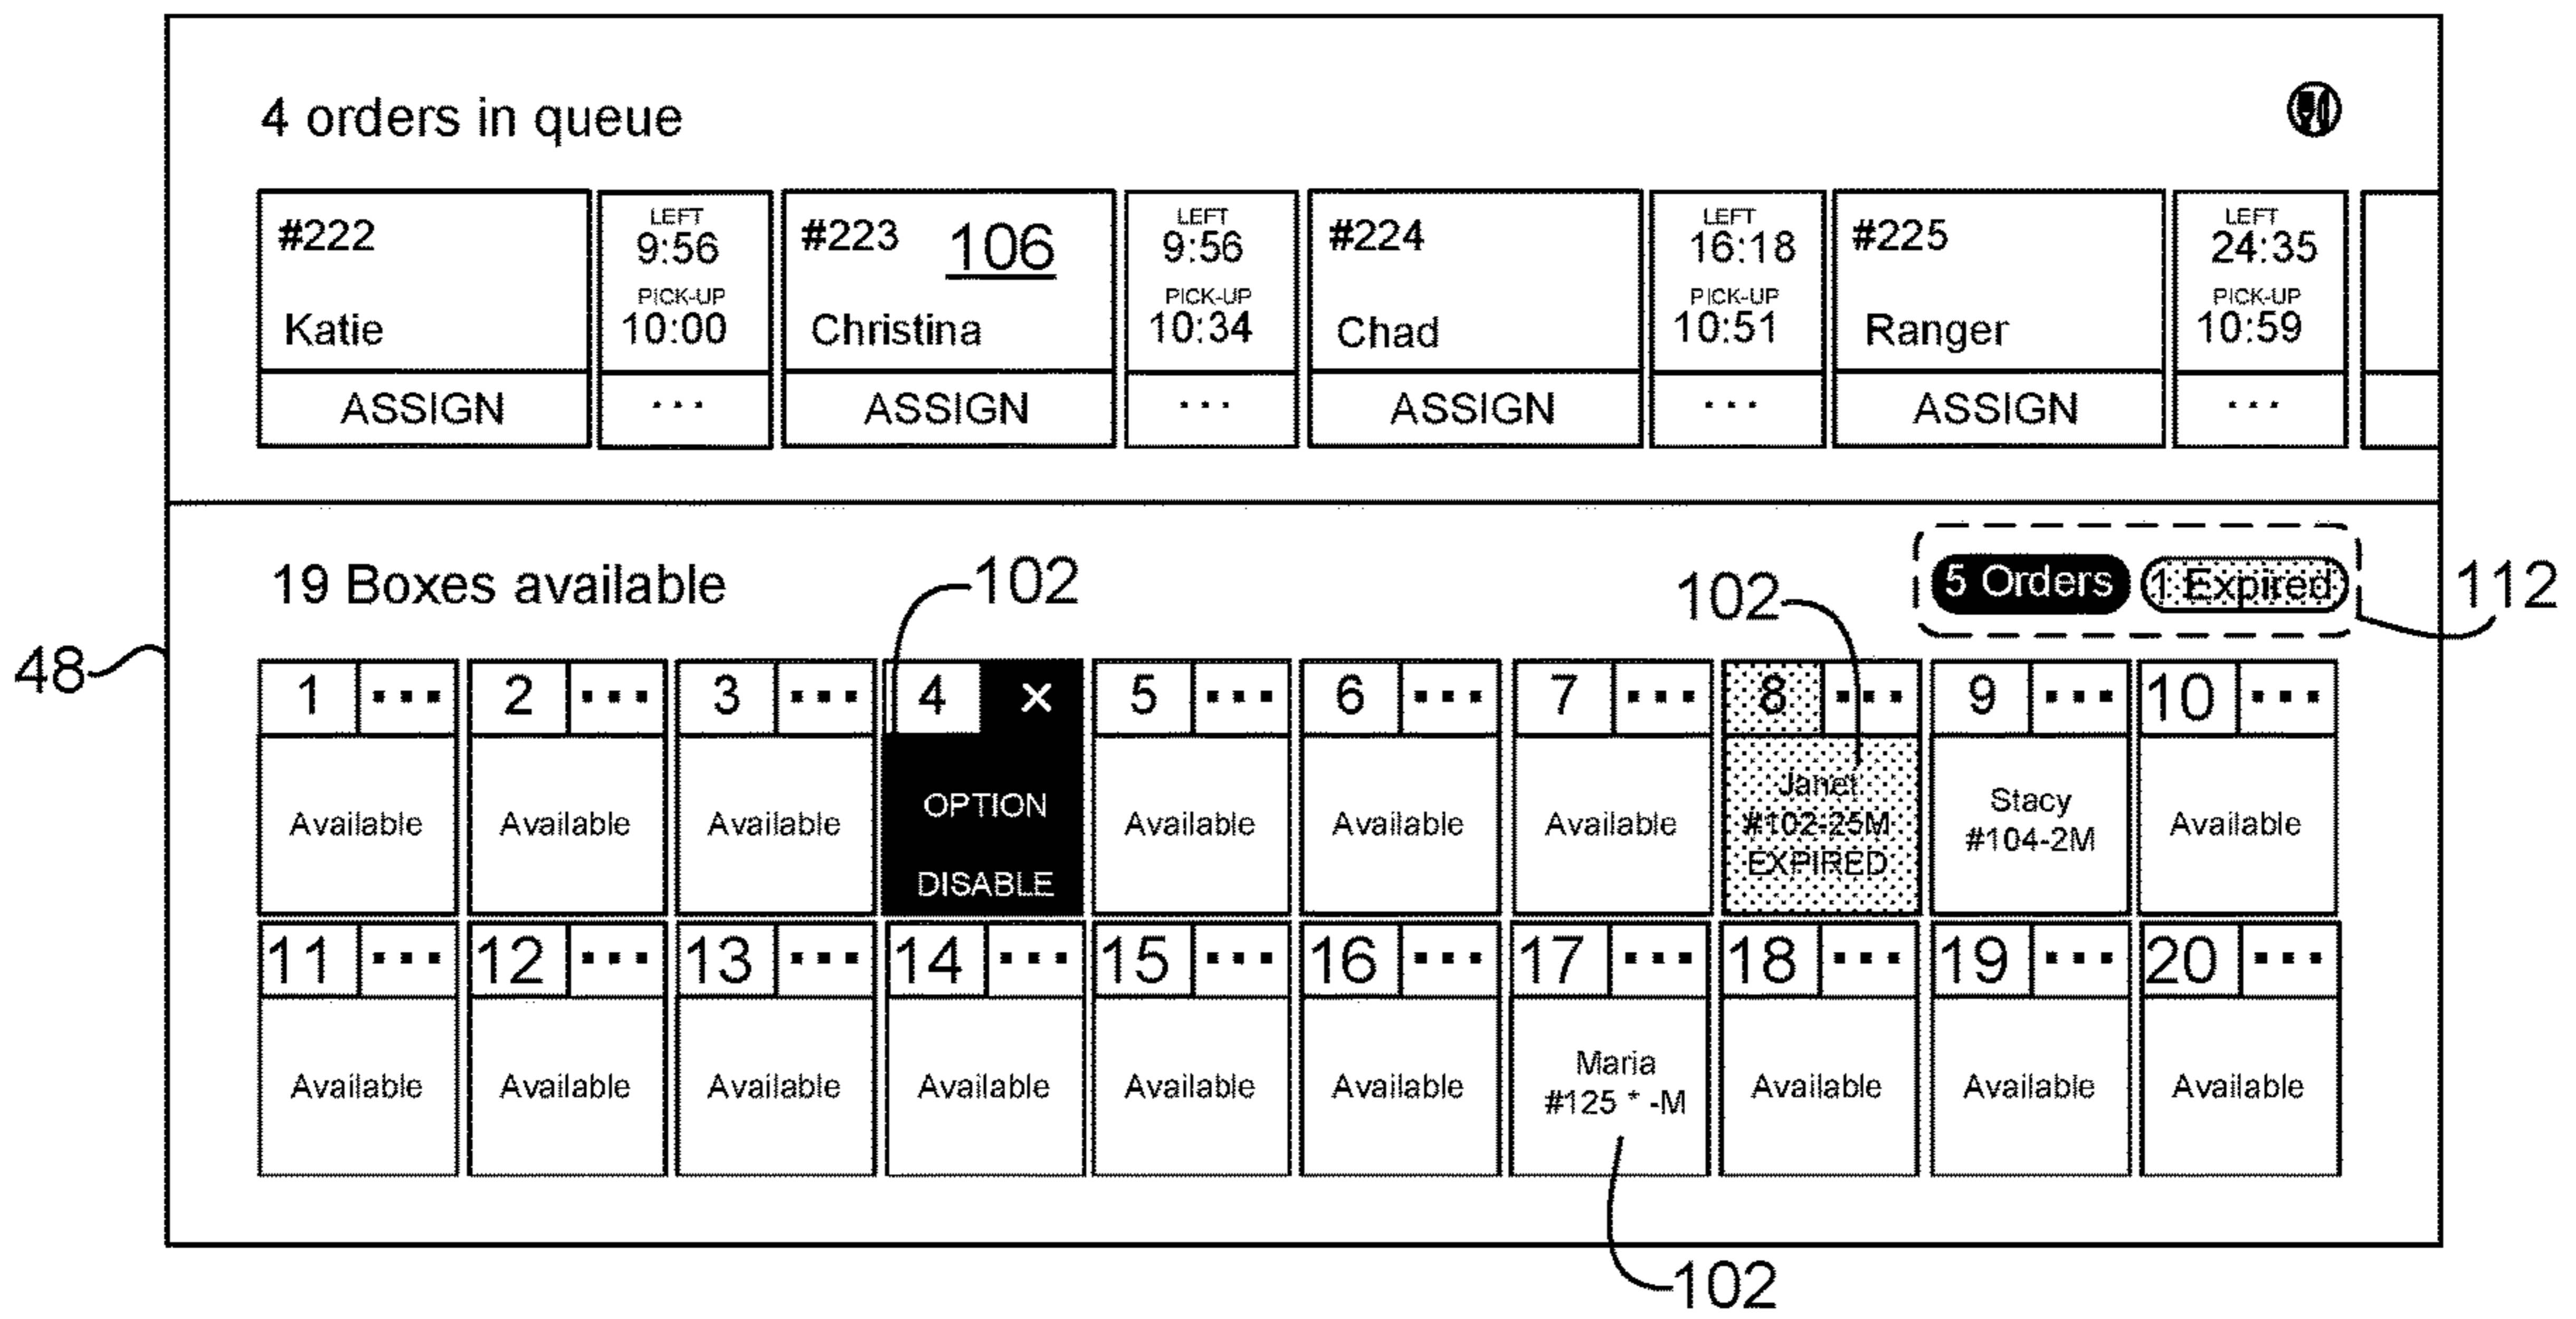 4 orders in queue
#222
Katie
ASSIGN
LEFT
9:56
PICK-UP
10:00
...
#223 106
Christina
ASSIGN
LEFT
9:56
PICK-UP
10:34
...
#224
Chad
ASSIGN
LEFT
16:18
PICK-UP
10:51
...
#225
Ranger
ASSIGN
LEFT
24:35
PICK-UP
10:59
...
19 Boxes available
102
102
5 Orders
1 Expired
112
48
1 ...
Available
2 ...
Available
3 ...
Available
4 X
OPTION
DISABLE
5 ...
Available
6 ...
Available
7 ...
Available
8 ...
Janet
#102-25M
EXPIRED
9 ...
Stacy
#104-2M
10 ...
Available
11 ...
Available
12 ...
Available
13 ...
Available
14 ...
Available
15 ...
Available
16 ...
Available
17 ...
Maria
#125 * -M
18 ...
Available
19 ...
Available
20 ...
Available
102